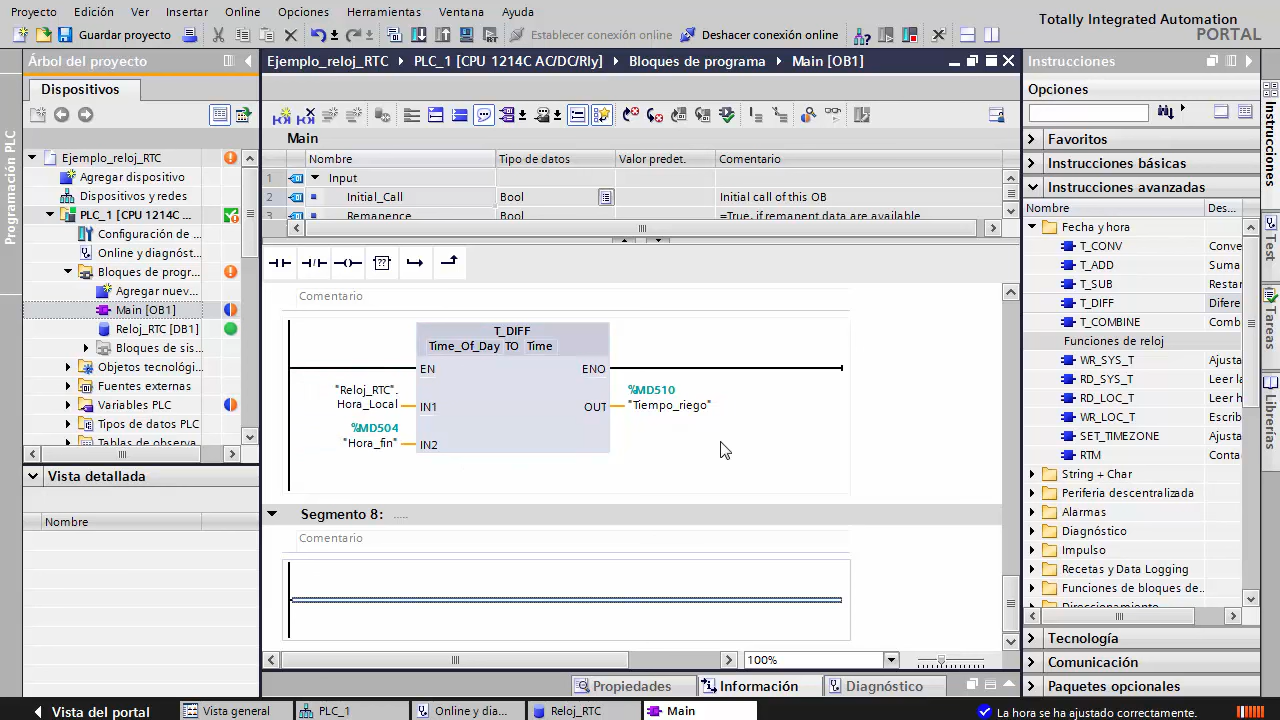 Proyecto Edición Ver Insertar Online Opciones Herramientas Ventana Ayuda
Totally Integrated Automation
PORTAL
Guardar proyecto Establecer conexión online Deshacer conexión online
Árbol del proyecto
Ejemplo_reloj_RTC PLC_1 [CPU 1214C AC/DC/Rly] Bloques de programa Main [OB1]
Instrucciones
Dispositivos
Opciones
Programación PLC
Main
Favoritos
Nombre Tipo de datos Valor predet. Comentario
Instrucciones básicas
1 Input
2 Initial_Call Bool Initial call of this OB
3 Remanence Bool =True, if remanent data are available
Instrucciones avanzadas
Nombre Des...
Ejemplo_reloj_RTC
Agregar dispositivo
Dispositivos y redes
PLC_1 [CPU 1214C ...
Configuración de
Online y diagnóst
Bloques de progr...
Agregar nuev...
Main [OB1]
Reloj_RTC [DB1]
Bloques de sis...
Objetos tecnológi
Fuentes externas
Variables PLC
Tipos de datos PLC
Tablas de observa
Vista detallada
Nombre
Comentario
T_DIFF
Time_Of_Day TO Time
EN ENO
"Reloj_RTC".
Hora_Local IN1
%MD504
"Hora_fin" IN2
%MD510
OUT "Tiempo_riego"
Segmento 8: .....
Comentario
100%
Fecha y hora
T_CONV Conve
T_ADD Suma
T_SUB Restar
T_DIFF Difere
T_COMBINE Comb
Funciones de reloj
WR_SYS_T Ajusta
RD_SYS_T Leer la
RD_LOC_T Leer h
WR_LOC_T Escrib
SET_TIMEZONE Ajusta
RTM Conta
String + Char
Periferia descentralizada
Alarmas
Diagnóstico
Impulso
Recetas y Data Logging
Funciones de bloques de...
Direccionamiento
Tecnología
Comunicación
Paquetes opcionales
Instrucciones
Test
Tareas
Librerías
Propiedades Información Diagnóstico
Vista del portal Vista general PLC_1 Online y dia... Reloj_RTC Main La hora se ha ajustado correctamente.